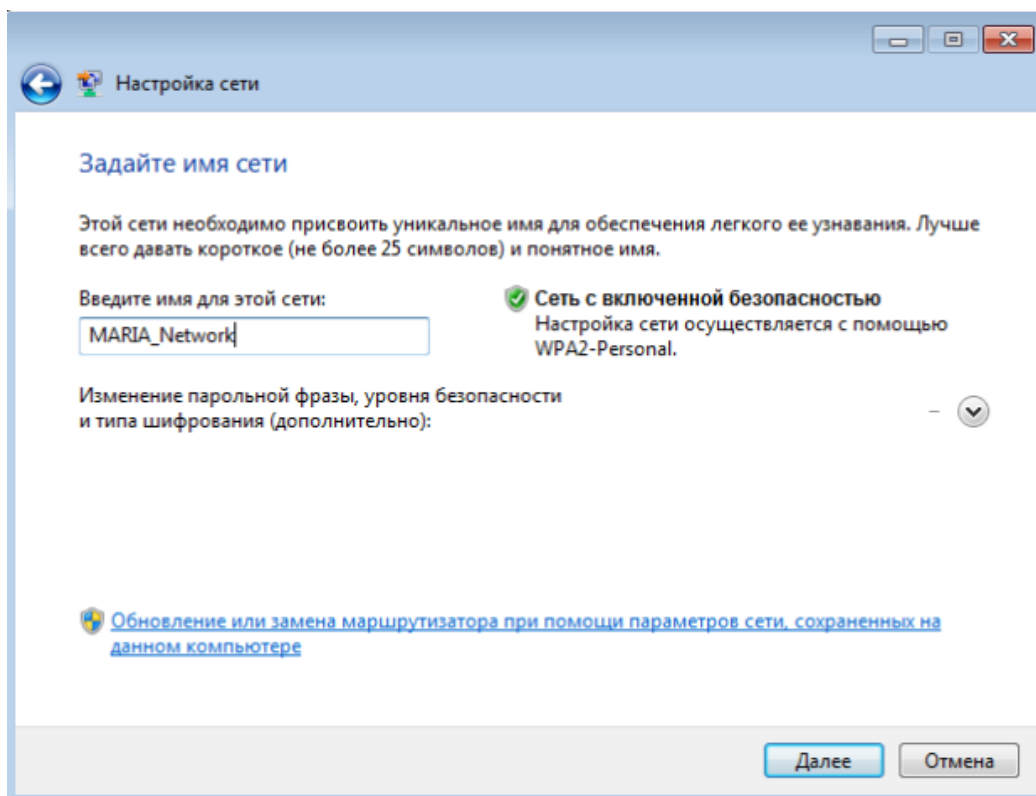 Настройка сети
Задайте имя сети
Этой сети необходимо присвоить уникальное имя для обеспечения легкого ее узнавания. Лучше
всего давать короткое (не более 25 символов) и понятное имя.
Введите имя для этой сети:
MARIA_Network
Сеть с включенной безопасностью
Настройка сети осуществляется с помощью
WPA2-Personal.
Изменение парольной фразы, уровня безопасности
и типа шифрования (дополнительно):
Обновление или замена маршрутизатора при помощи параметров сети, сохраненных на
данном компьютере
Далее
Отмена